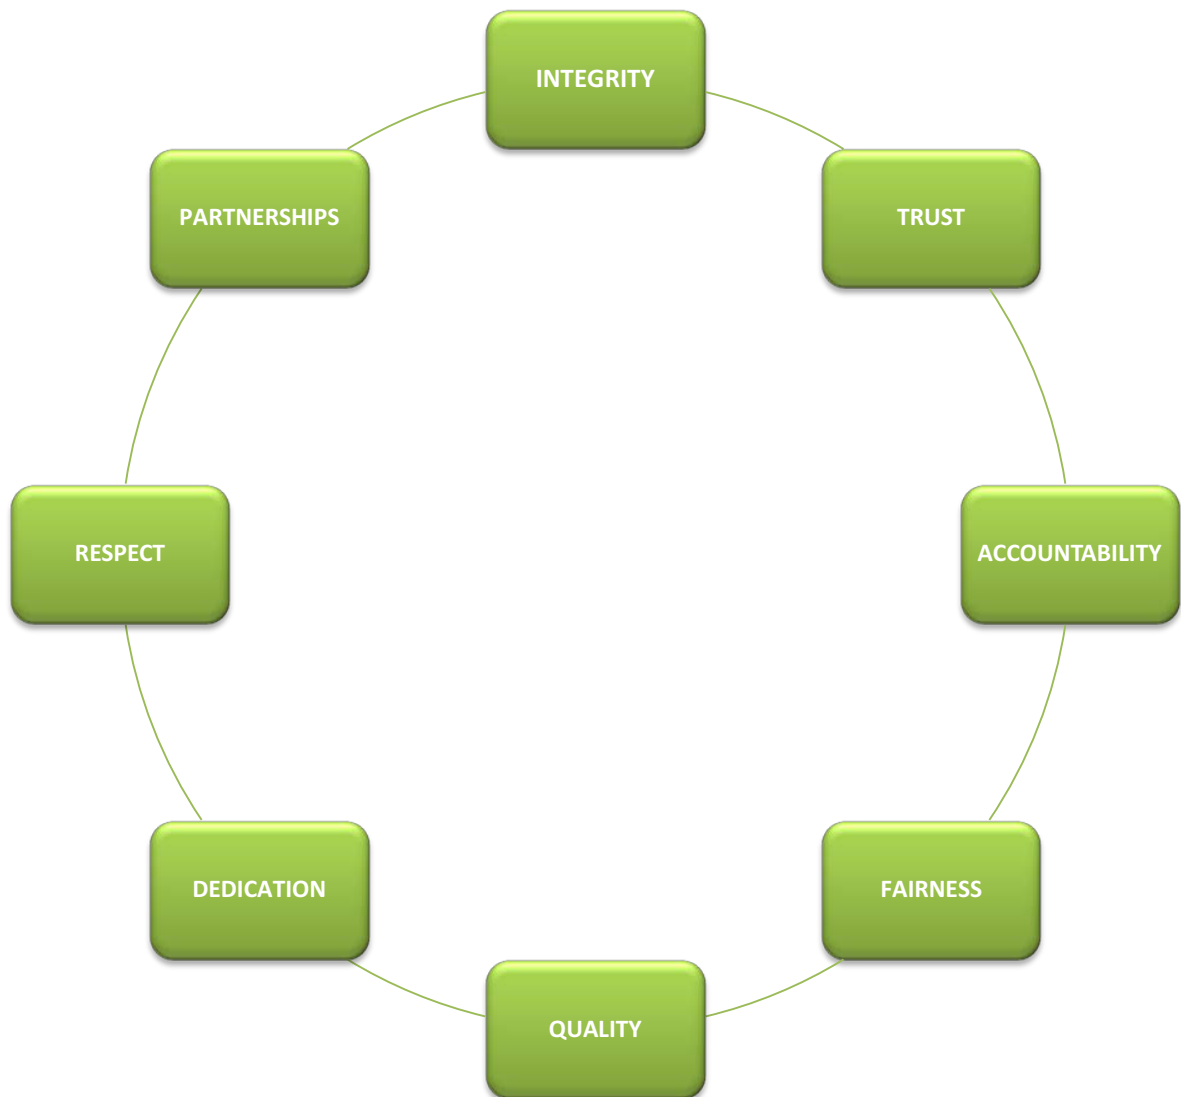 INTEGRITY
TRUST
ACCOUNTABILITY
FAIRNESS
QUALITY
DEDICATION
RESPECT
PARTNERSHIPS